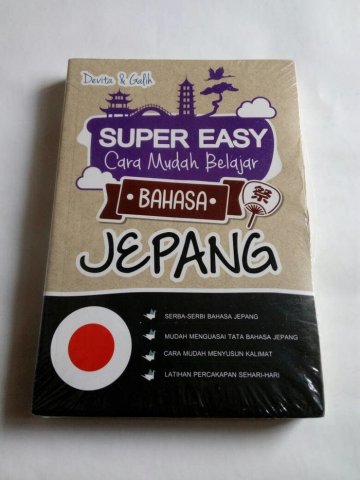 Devita & Galih
SUPER EASY
Cara Mudah Belajar
BAHASA
祭
JEPANG
SERBA-SERBI BAHASA JEPANG
MUDAH MENGUASAI TATA BAHASA JEPANG
CARA MUDAH MENYUSUN KALIMAT
LATIHAN PERCAKAPAN SEHARI-HARI